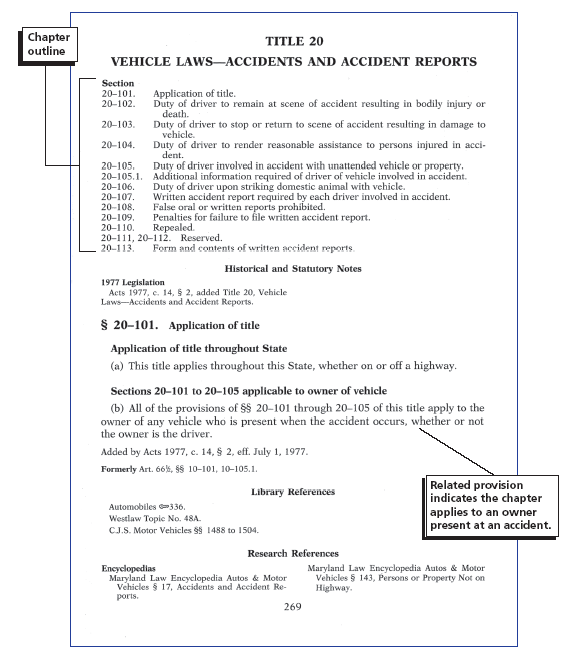 Chapter
outline
TITLE 20
VEHICLE LAWS—ACCIDENTS AND ACCIDENT REPORTS
Section
20–101. Application of title.
20–102. Duty of driver to remain at scene of accident resulting in bodily injury or
death.
20–103. Duty of driver to stop or return to scene of accident resulting in damage to
vehicle.
20–104. Duty of driver to render reasonable assistance to persons injured in acci-
dent.
20–105. Duty of driver involved in accident with unattended vehicle or property.
20–105.1. Additional information required of driver of vehicle involved in accident.
20–106. Duty of driver upon striking domestic animal with vehicle.
20–107. Written accident report required by each driver involved in accident.
20–108. False oral or written reports prohibited.
20–109. Penalties for failure to file written accident report.
20–110. Repealed.
20–111, 20–112. Reserved.
20–113. Form and contents of written accident reports.
Historical and Statutory Notes
1977 Legislation
Acts 1977, c. 14, § 2, added Title 20, Vehicle
Laws—Accidents and Accident Reports.
§ 20–101. Application of title
Application of title throughout State
(a) This title applies throughout this State, whether on or off a highway.
Sections 20–101 to 20–105 applicable to owner of vehicle
(b) All of the provisions of §§ 20–101 through 20–105 of this title apply to the
owner of any vehicle who is present when the accident occurs, whether or not
the owner is the driver.
Added by Acts 1977, c. 14, § 2, eff. July 1, 1977.
Formerly Art. 66½, §§ 10–101, 10–105.1.
Related provision
indicates the chapter
applies to an owner
present at an accident.
Library References
Automobiles 336.
Westlaw Topic No. 48A.
C.J.S. Motor Vehicles §§ 1488 to 1504.
Research References
Encyclopedias
Maryland Law Encyclopedia Autos & Motor
Vehicles § 17, Accidents and Accident Re-
ports.
Maryland Law Encyclopedia Autos & Motor
Vehicles § 143, Persons or Property Not on
Highway.
269